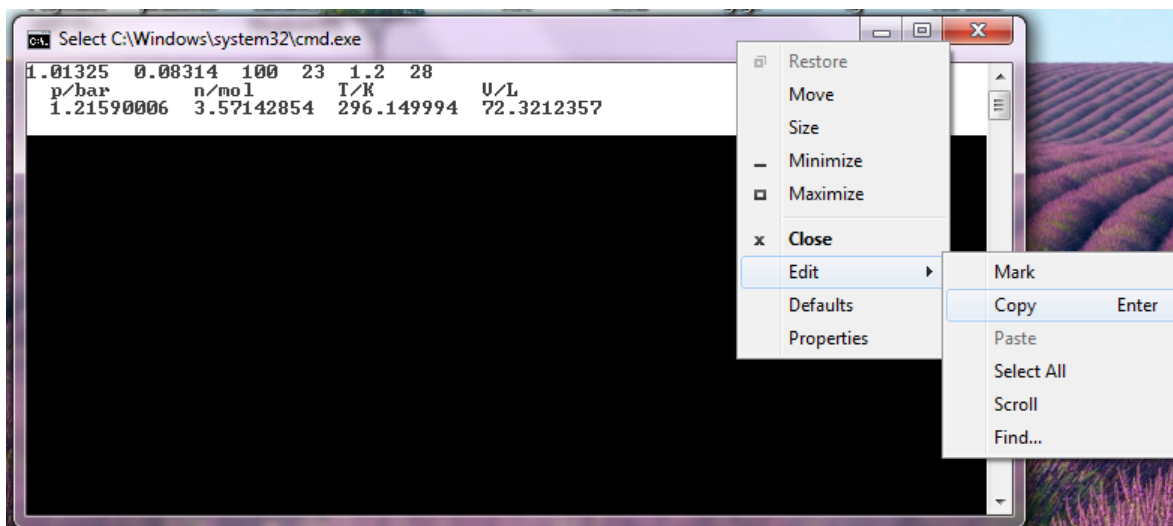 Select C:\Windows\system32\cmd.exe
1.01325 0.08314 100 23 1.2 28
p/bar n/mol T/K V/L
1.21590006 3.57142854 296.149994 72.3212357
Restore
Move
Size
Minimize
Maximize
Close
Edit
Defaults
Properties
Mark
Copy Enter
Paste
Select All
Scroll
Find...